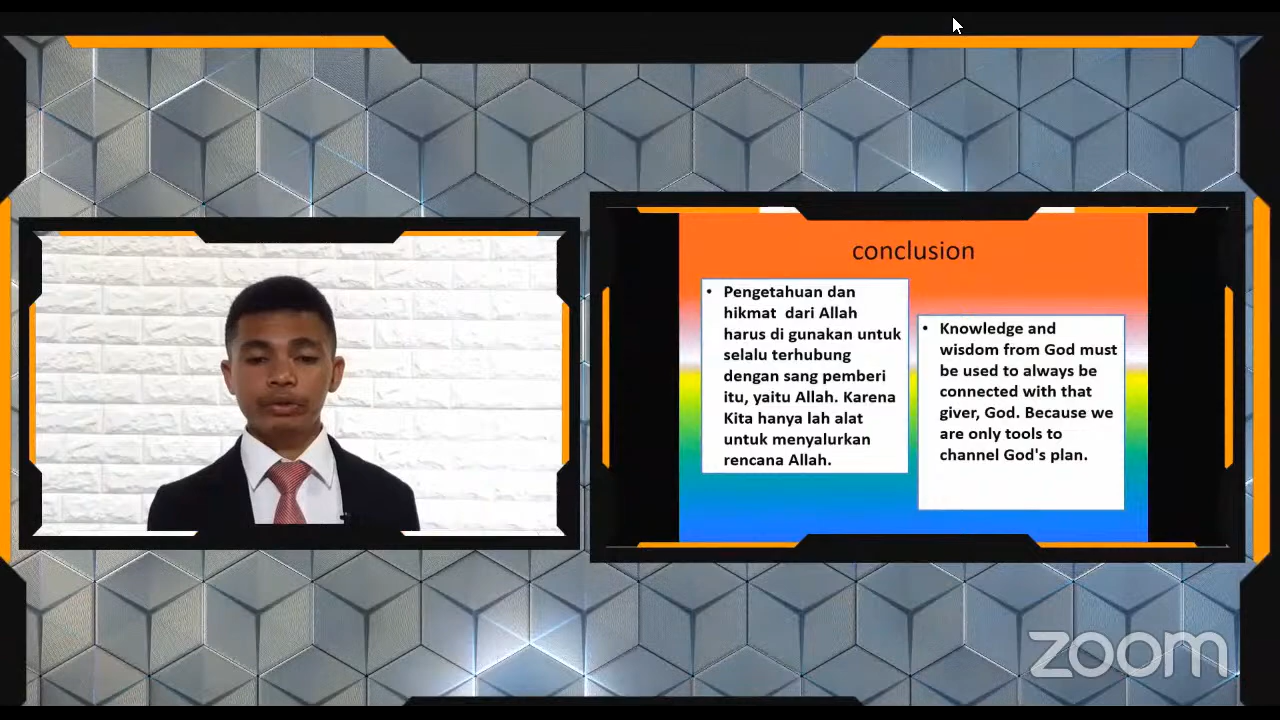 conclusion
• Pengetahuan dan
hikmat dari Allah
harus di gunakan untuk
selalu terhubung
dengan sang pemberi
itu, yaitu Allah. Karena
Kita hanya lah alat
untuk menyalurkan
rencana Allah.
• Knowledge and
wisdom from God must
be used to always be
connected with that
giver, God. Because we
are only tools to
channel God's plan.
zoom